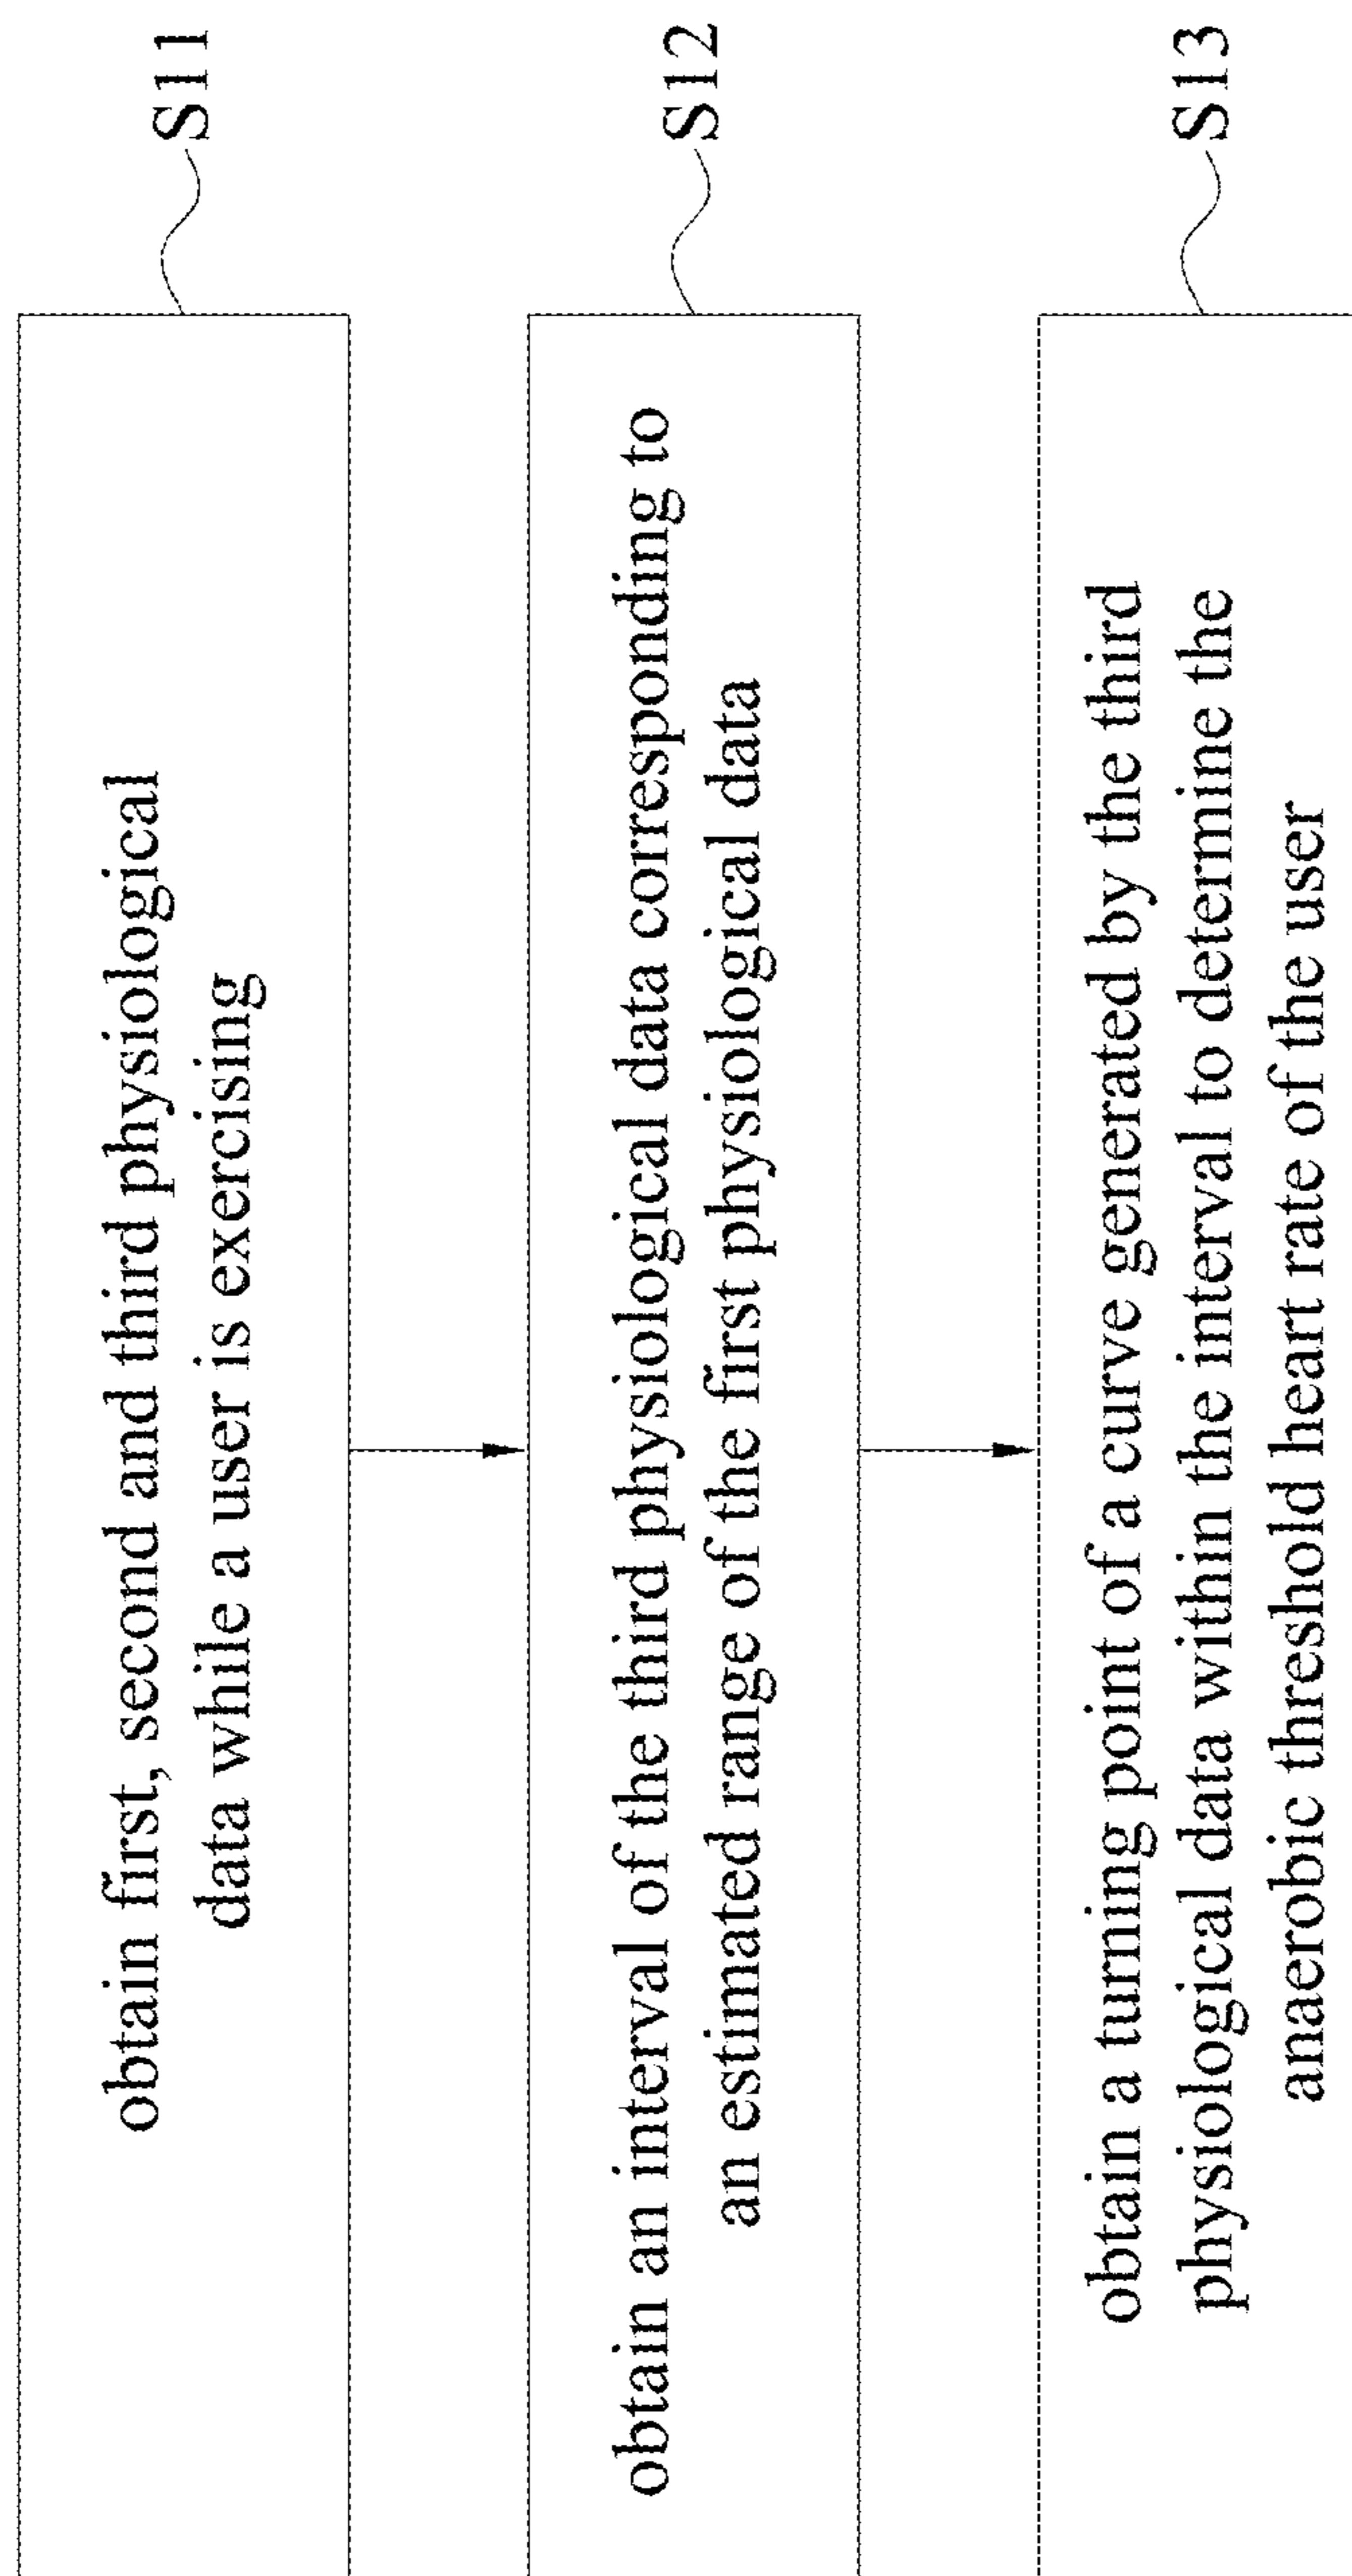 obtain first, second and third physiological
data while a user is exercising
S11
obtain an interval of the third physiological data corresponding to
an estimated range of the first physiological data
S12
obtain a turning point of a curve generated by the third
physiological data within the interval to determine the
anaerobic threshold heart rate of the user
S13